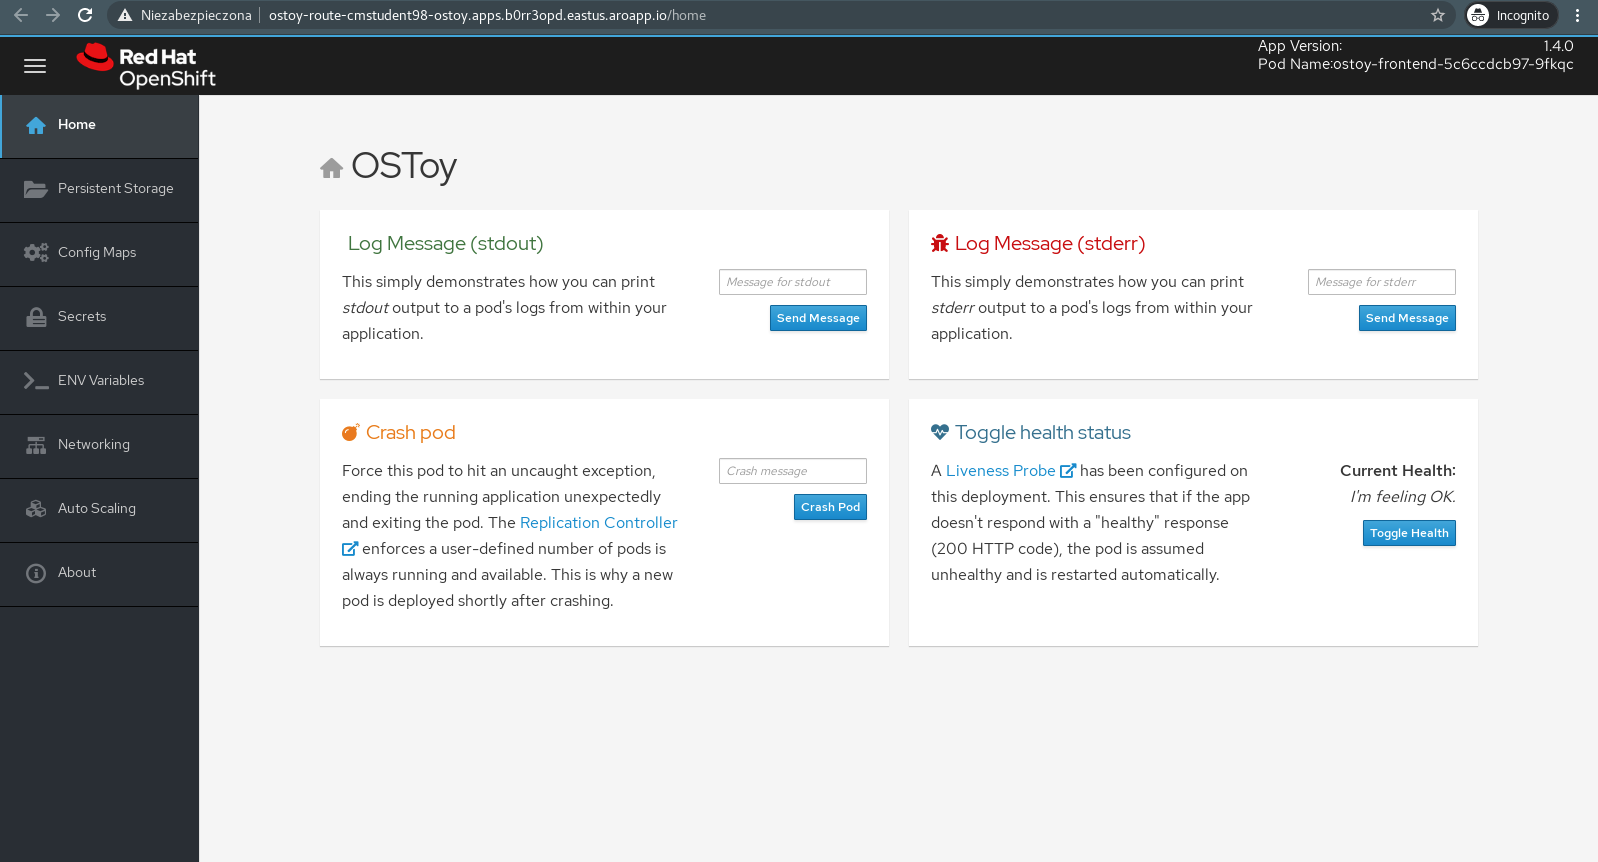 Niezabezpieczona ostoy-route-cmstudent98-ostoy.apps.b0rr3opd.eastus.aroapp.io/home Incognito
Red Hat
OpenShift
App Version: 1.4.0
Pod Name:ostoy-frontend-5c6ccdcb97-9fkqc
Home
Persistent Storage
Config Maps
Secrets
ENV Variables
Networking
Auto Scaling
About
OSToy
Log Message (stdout)
This simply demonstrates how you can print
stdout output to a pod's logs from within your
application.
Message for stdout
Send Message
Log Message (stderr)
This simply demonstrates how you can print
stderr output to a pod's logs from within your
application.
Message for stderr
Send Message
Crash pod
Force this pod to hit an uncaught exception,
ending the running application unexpectedly
and exiting the pod. The Replication Controller
enforces a user-defined number of pods is
always running and available. This is why a new
pod is deployed shortly after crashing.
Crash message
Crash Pod
Toggle health status
A Liveness Probe has been configured on
this deployment. This ensures that if the app
doesn't respond with a "healthy" response
(200 HTTP code), the pod is assumed
unhealthy and is restarted automatically.
Current Health:
I'm feeling OK.
Toggle Health